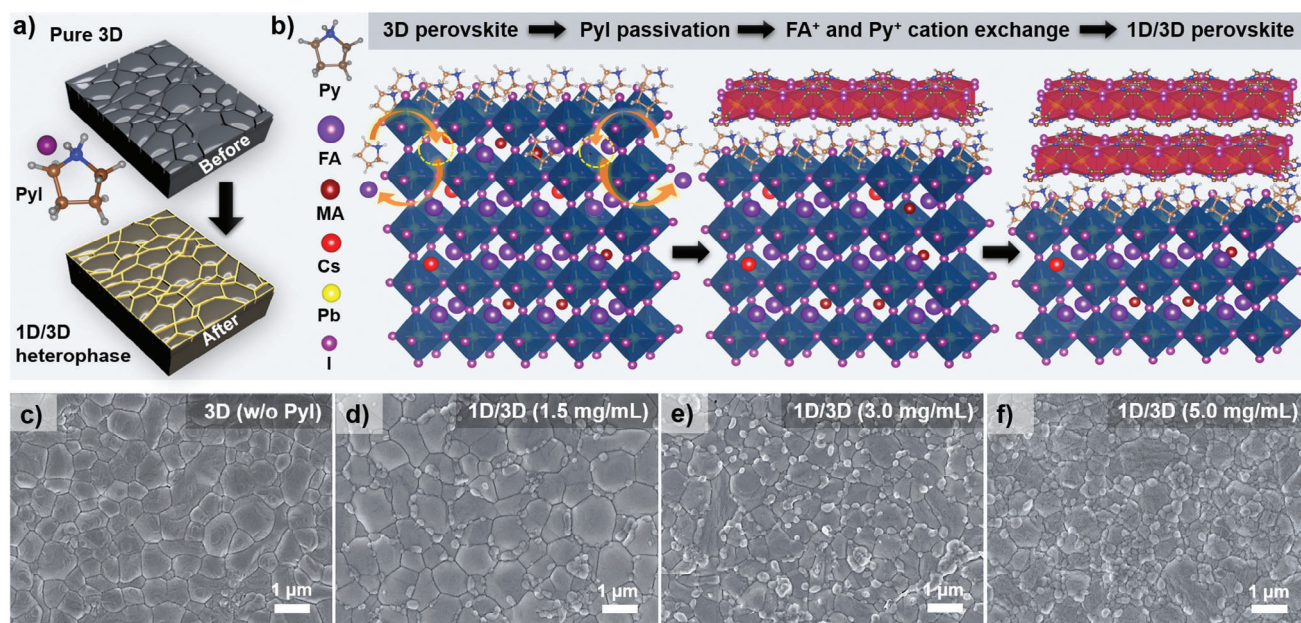 a)
Pure 3D
Before
PyI
After
1D/3D
heterophase
b)
3D perovskite
PyI passivation
FA⁺ and Py⁺ cation exchange
1D/3D perovskite
Py
FA
MA
Cs
Pb
I
c)
3D (w/o PyI)
1 µm
d)
1D/3D (1.5 mg/mL)
1 µm
e)
1D/3D (3.0 mg/mL)
1 µm
f)
1D/3D (5.0 mg/mL)
1 µm